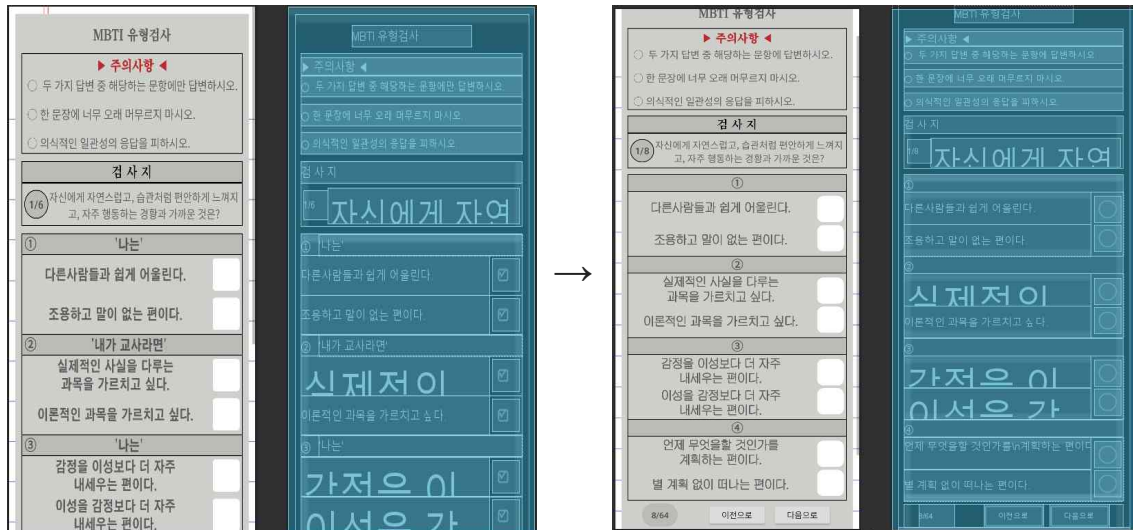 MBTI 유형검사
▶ 주의사항 ◀
○ 두 가지 답변 중 해당하는 문항에만 답변하시오.
○ 한 문장에 너무 오래 머무르지 마시오.
○ 의식적인 일관성의 응답을 피하시오.
검 사 지
1/6
자신에게 자연스럽고, 습관처럼 편안하게 느껴지
고, 자주 행동하는 경향과 가까운 것은?
① '나는'
다른사람들과 쉽게 어울린다.
조용하고 말이 없는 편이다.
② '내가 교사라면'
실제적인 사실을 다루는
과목을 가르치고 싶다.
이론적인 과목을 가르치고 싶다.
③ '나는'
감정을 이성보다 더 자주
내세우는 편이다.
이성을 감정보다 더 자주
내세우는 편이다.
MBTI 유형검사
▶ 주의사항 ◀
○ 두 가지 답변 중 해당하는 문항에만 답변하시오
○ 한 문장에 너무 오래 머무르지 마시오
○ 의식적인 일관성의 응답을 피하시오
검 사 지
1/6
자신에게 자연
① '나는'
다른사람들과 쉽게 어울린다.
조용하고 말이 없는 편이다.
② '내가 교사라면'
이론적인 과목을 가르치고 싶다
③ '나는'
→
MBTI 유형검사
▶ 주의사항 ◀
○ 두 가지 답변 중 해당하는 문항에 답변하시오.
○ 한 문장에 너무 오래 머무르지 마시오.
○ 의식적인 일관성의 응답을 피하시오.
검 사 지
1/8
자신에게 자연스럽고, 습관처럼 편안하게 느껴지
고, 자주 행동하는 경향과 가까운 것은?
①
다른사람들과 쉽게 어울린다.
조용하고 말이 없는 편이다.
②
실제적인 사실을 다루는
과목을 가르치고 싶다.
이론적인 과목을 가르치고 싶다.
③
감정을 이성보다 더 자주
내세우는 편이다.
이성을 감정보다 더 자주
내세우는 편이다.
④
언제 무엇을할 것인가를
계획하는 편이다.
별 계획 없이 떠나는 편이다.
8/64 이전으로 다음으로
MBTI 유형검사
▶ 주의사항 ◀
○ 두 가지 답변 중 해당하는 문항에 답변하시오
○ 한 문장에 너무 오래 머무르지 마시오
○ 의식적인 일관성의 응답을 피하시오
검 사 지
1/8
자신에게 자연
①
다른사람들과 쉽게 어울린다.
조용하고 말이 없는 편이다.
②
이론적인 과목을 가르치고 싶다
③
④
언제 무엇을할 것인가를\n계획하는 편이다
별 계획 없이 떠나는 편이다.
8/64 이전으로 다음으로